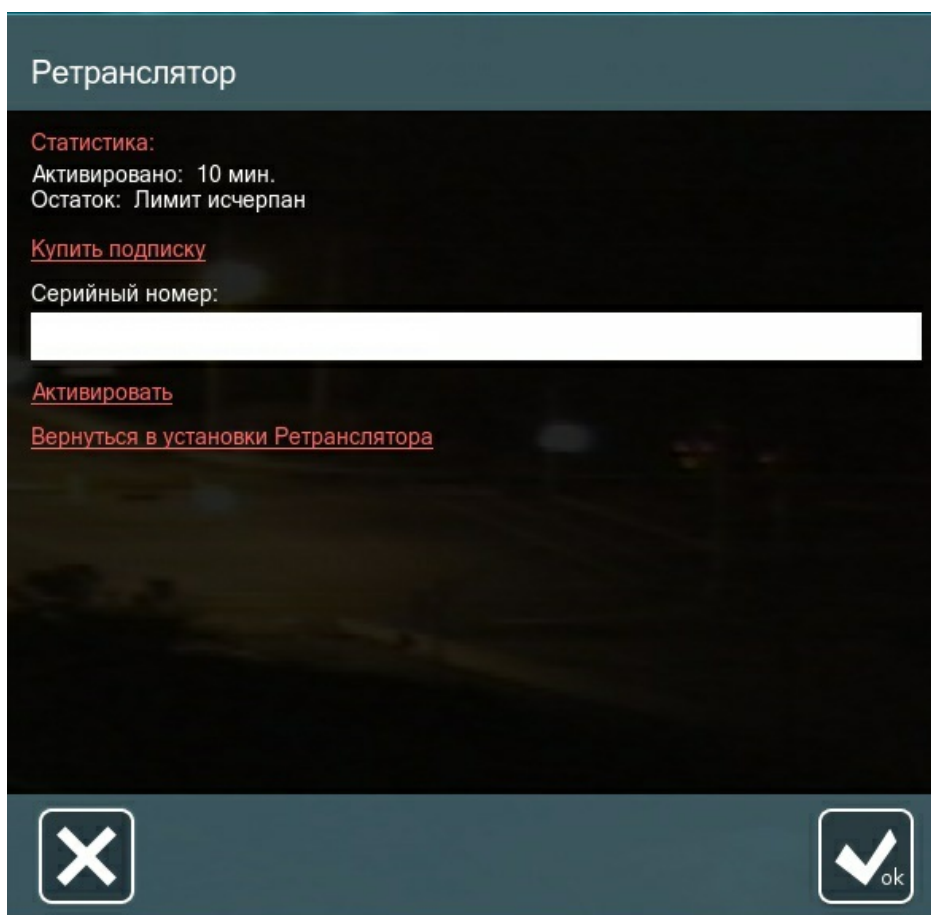 Ретранслятор
Статистика:
Активировано: 10 мин.
Остаток: Лимит исчерпан
Купить подписку
Серийный номер:
Активировать
Вернуться в установки Ретранслятора
ok